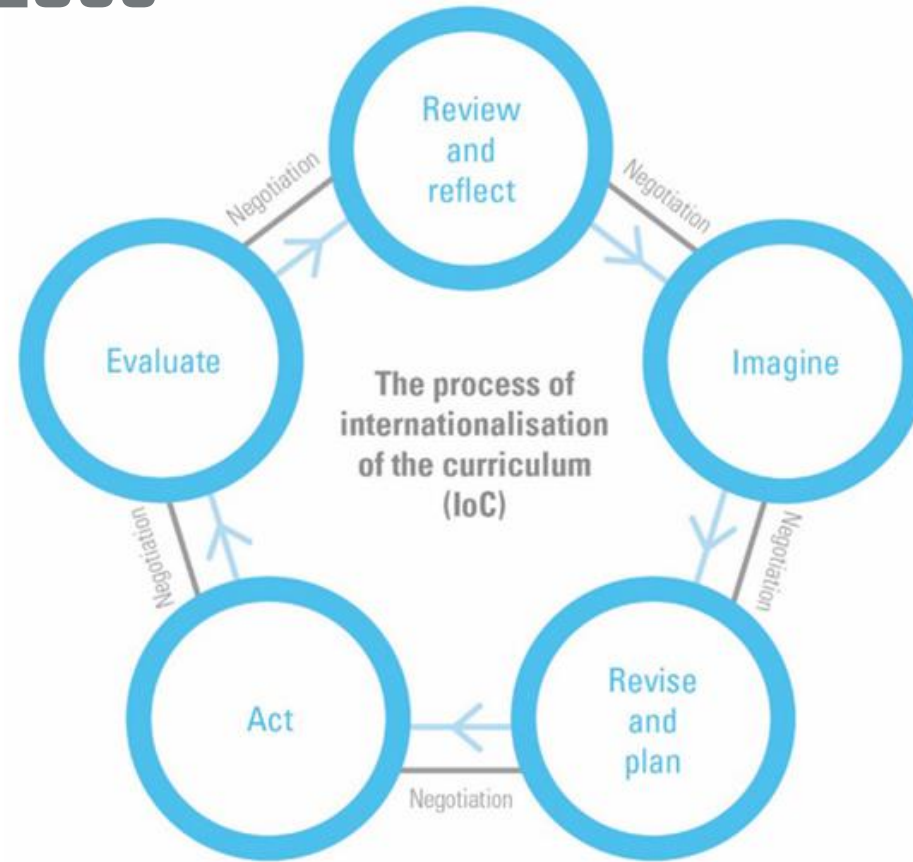 Review
and
reflect
Negotiation
Imagine
Negotiation
Revise
and
plan
Negotiation
Act
Negotiation
Evaluate
Negotiation
The process of
internationalisation
of the curriculum
(IoC)